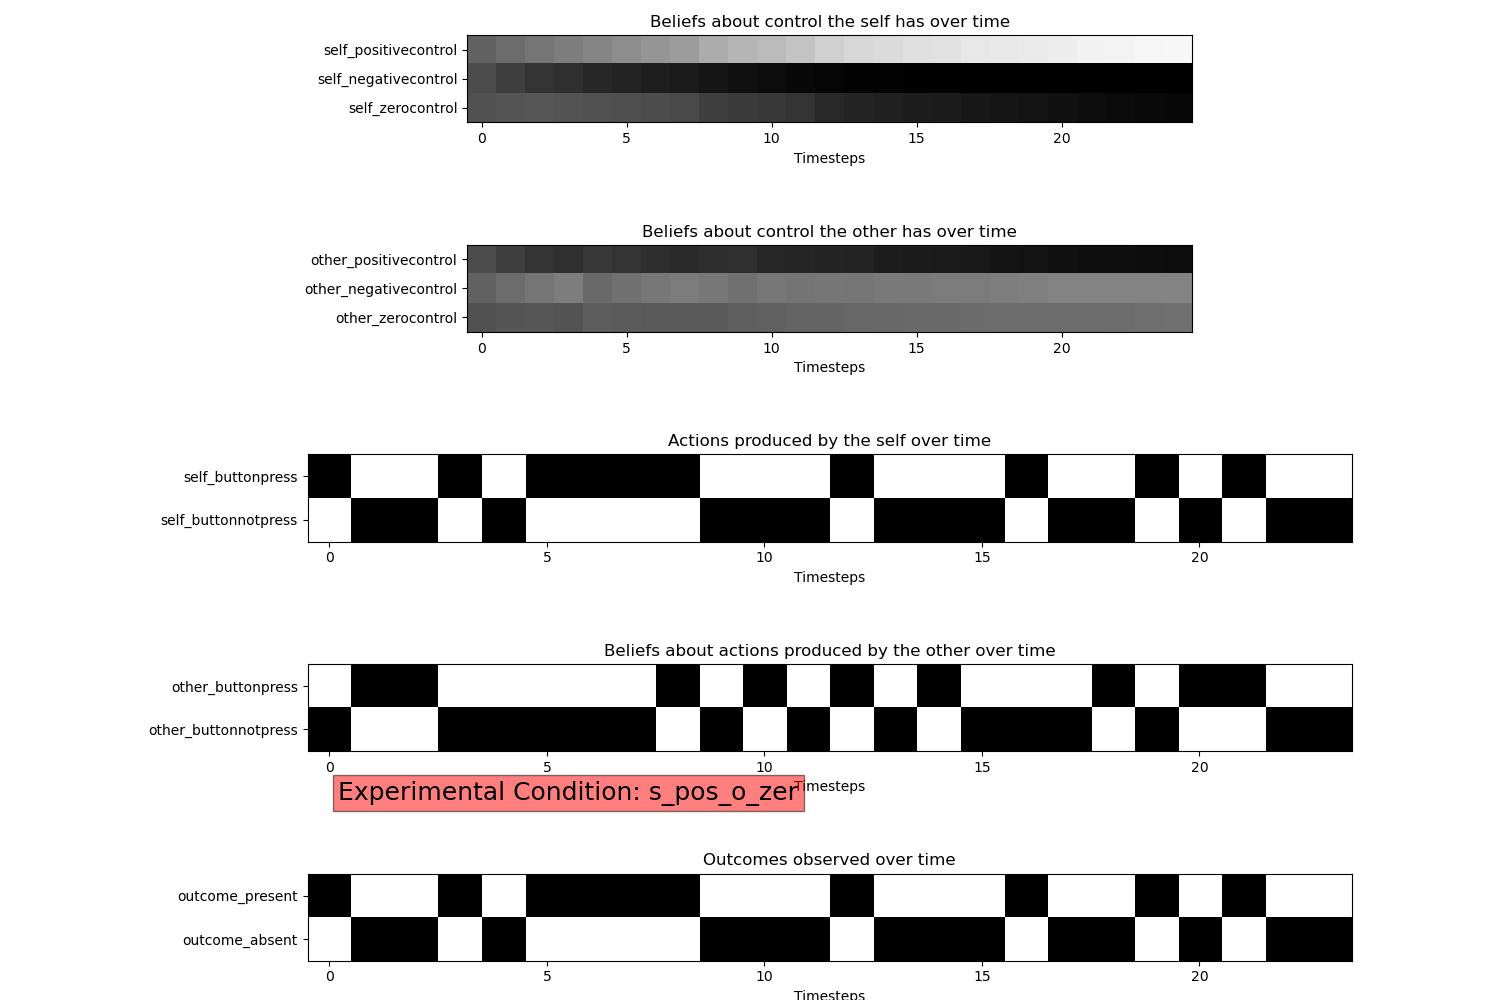 Beliefs about control the self has over time
self_positivecontrol
self_negativecontrol
self_zerocontrol
0 5 10 15 20
Timesteps
Beliefs about control the other has over time
other_positivecontrol
other_negativecontrol
other_zerocontrol
0 5 10 15 20
Timesteps
Actions produced by the self over time
self_buttonpress
self_buttonnotpress
0 5 10 15 20
Timesteps
Beliefs about actions produced by the other over time
other_buttonpress
other_buttonnotpress
0 5 10 15 20
Timesteps
Experimental Condition: s_pos_o_zer
Outcomes observed over time
outcome_present
outcome_absent
0 5 10 15 20
Timesteps